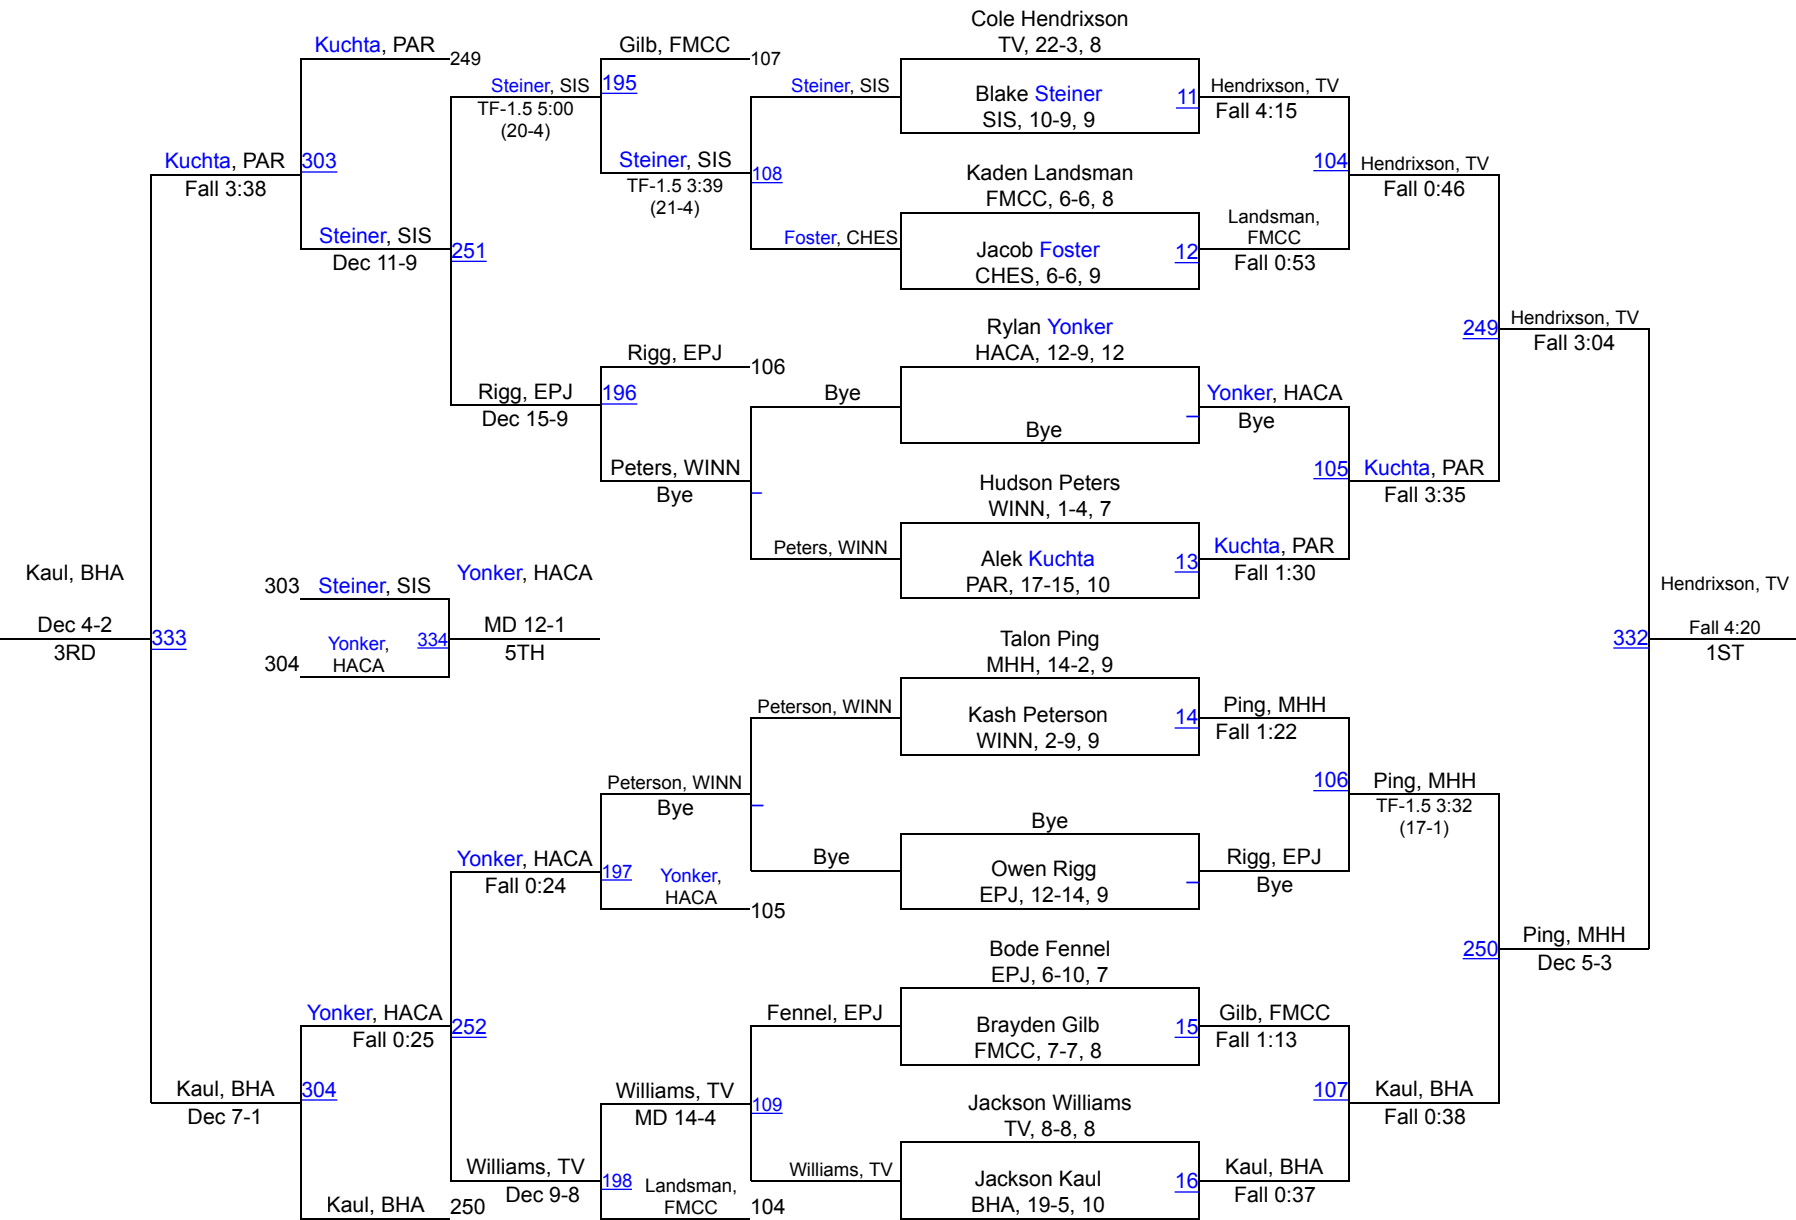 Cole Hendrixson
TV, 22-3, 8
Kuchta, PAR
249
Gilb, FMCC
107
Steiner, SIS
195
TF-1.5 5:00
(20-4)
Steiner, SIS
Blake Steiner
SIS, 10-9, 9
11
Hendrixson, TV
Fall 4:15
Kuchta, PAR
303
Fall 3:38
Steiner, SIS
108
TF-1.5 3:39
(21-4)
Kaden Landsman
FMCC, 6-6, 8
104
Hendrixson, TV
Fall 0:46
Steiner, SIS
251
Dec 11-9
Foster, CHES
Jacob Foster
CHES, 6-6, 9
12
Landsman,
FMCC
Fall 0:53
Rylan Yonker
HACA, 12-9, 12
249
Hendrixson, TV
Fall 3:04
Rigg, EPJ
106
Rigg, EPJ
196
Dec 15-9
Bye
Bye
Yonker, HACA
Bye
Peters, WINN
Bye
Hudson Peters
WINN, 1-4, 7
105
Kuchta, PAR
Fall 3:35
Peters, WINN
Alek Kuchta
PAR, 17-15, 10
13
Kuchta, PAR
Fall 1:30
Kaul, BHA
Dec 4-2
3RD
333
303
Steiner, SIS
Yonker, HACA
304
Yonker,
HACA
334
MD 12-1
5TH
Hendrixson, TV
332
Fall 4:20
1ST
Talon Ping
MHH, 14-2, 9
Peterson, WINN
Kash Peterson
WINN, 2-9, 9
14
Ping, MHH
Fall 1:22
Peterson, WINN
Bye
106
Ping, MHH
TF-1.5 3:32
(17-1)
Bye
Yonker, HACA
Fall 0:24
197
Yonker,
HACA
105
Bye
Owen Rigg
EPJ, 12-14, 9
Rigg, EPJ
Bye
Bode Fennel
EPJ, 6-10, 7
250
Ping, MHH
Dec 5-3
Yonker, HACA
252
Fall 0:25
Fennel, EPJ
Brayden Gilb
FMCC, 7-7, 8
15
Gilb, FMCC
Fall 1:13
Kaul, BHA
304
Dec 7-1
Williams, TV
MD 14-4
109
Jackson Williams
TV, 8-8, 8
107
Kaul, BHA
Fall 0:38
Williams, TV
198
Dec 9-8
Landsman,
FMCC
104
Williams, TV
Jackson Kaul
BHA, 19-5, 10
16
Kaul, BHA
Fall 0:37
Kaul, BHA
250